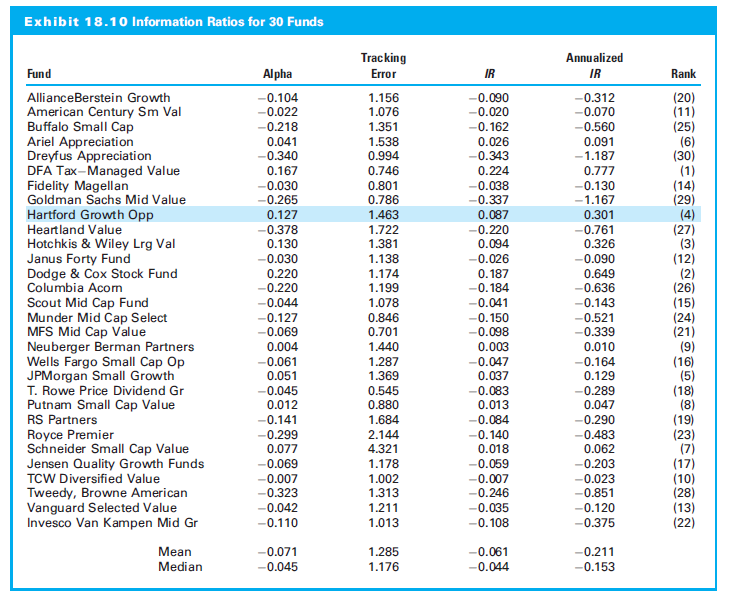 Exhibit 18.10 Information Ratios for 30 Funds
Tracking Annualized
Fund Alpha Error IR IR Rank
AllianceBerstein Growth −0.104 1.156 −0.090 −0.312 (20)
American Century Sm Val −0.022 1.076 −0.020 −0.070 (11)
Buffalo Small Cap −0.218 1.351 −0.162 −0.560 (25)
Ariel Appreciation 0.041 1.538 0.026 0.091 (6)
Dreyfus Appreciation −0.340 0.994 −0.343 −1.187 (30)
DFA Tax−Managed Value 0.167 0.746 0.224 0.777 (1)
Fidelity Magellan −0.030 0.801 −0.038 −0.130 (14)
Goldman Sachs Mid Value −0.265 0.786 −0.337 −1.167 (29)
Hartford Growth Opp 0.127 1.463 0.087 0.301 (4)
Heartland Value −0.378 1.722 −0.220 −0.761 (27)
Hotchkis & Wiley Lrg Val 0.130 1.381 0.094 0.326 (3)
Janus Forty Fund −0.030 1.138 −0.026 −0.090 (12)
Dodge & Cox Stock Fund 0.220 1.174 0.187 0.649 (2)
Columbia Acorn −0.220 1.199 −0.184 −0.636 (26)
Scout Mid Cap Fund −0.044 1.078 −0.041 −0.143 (15)
Munder Mid Cap Select −0.127 0.846 −0.150 −0.521 (24)
MFS Mid Cap Value −0.069 0.701 −0.098 −0.339 (21)
Neuberger Berman Partners 0.004 1.440 0.003 0.010 (9)
Wells Fargo Small Cap Op −0.061 1.287 −0.047 −0.164 (16)
JPMorgan Small Growth 0.051 1.369 0.037 0.129 (5)
T. Rowe Price Dividend Gr −0.045 0.545 −0.083 −0.289 (18)
Putnam Small Cap Value 0.012 0.880 0.013 0.047 (8)
RS Partners −0.141 1.684 −0.084 −0.290 (19)
Royce Premier −0.299 2.144 −0.140 −0.483 (23)
Schneider Small Cap Value 0.077 4.321 0.018 0.062 (7)
Jensen Quality Growth Funds −0.069 1.178 −0.059 −0.203 (17)
TCW Diversified Value −0.007 1.002 −0.007 −0.023 (10)
Tweedy, Browne American −0.323 1.313 −0.246 −0.851 (28)
Vanguard Selected Value −0.042 1.211 −0.035 −0.120 (13)
Invesco Van Kampen Mid Gr −0.110 1.013 −0.108 −0.375 (22)
Mean −0.071 1.285 −0.061 −0.211
Median −0.045 1.176 −0.044 −0.153